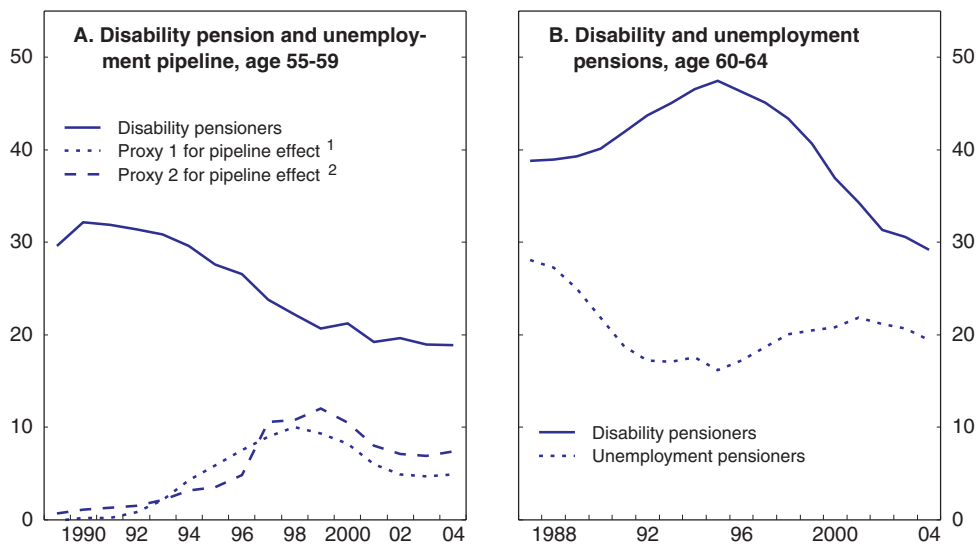 A. Disability pension and unemploy-
ment pipeline, age 55-59
Disability pensioners
Proxy 1 for pipeline effect 1
Proxy 2 for pipeline effect 2
50
40
30
20
10
0
1990 92 94 96 98 2000 02 04
B. Disability and unemployment
pensions, age 60-64
Disability pensioners
Unemployment pensioners
50
40
30
20
10
0
1988 92 96 2000 04